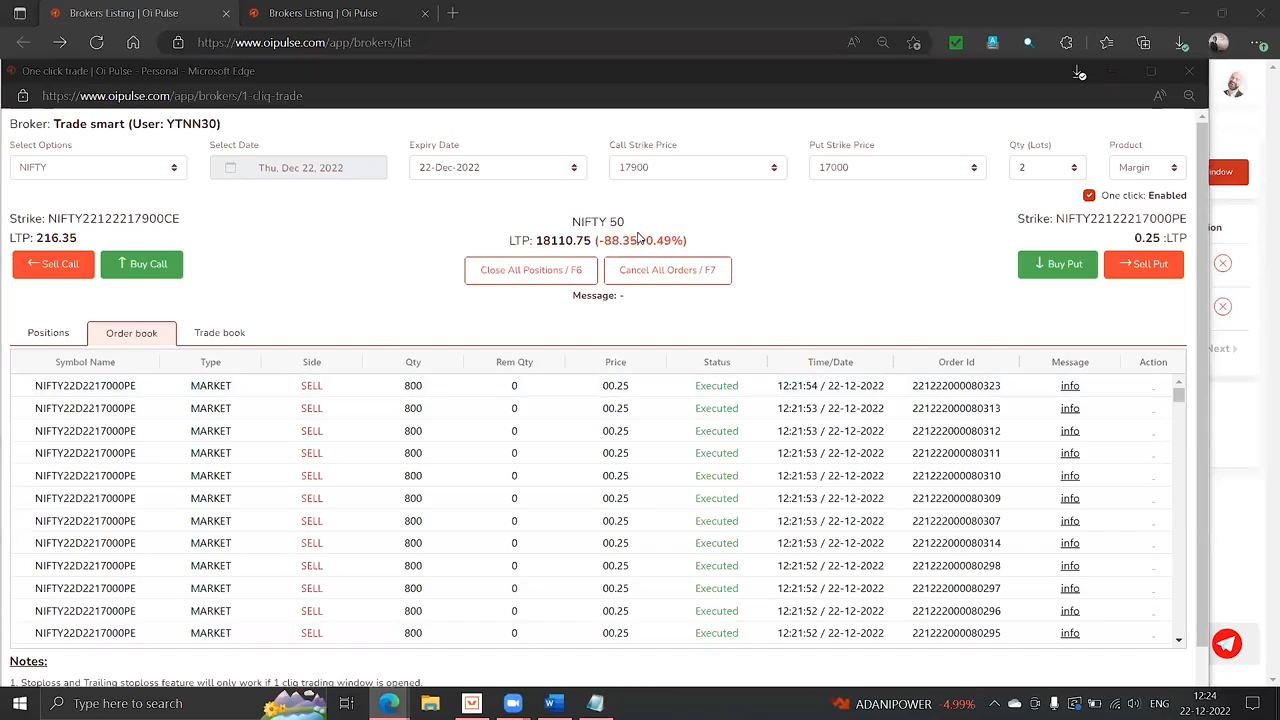 Brokers Listing | Oi Pulse
Brokers Listing | Oi Pulse
https://www.oipulse.com/app/brokers/list
One click trade | Oi Pulse - Personal - Microsoft Edge
https://www.oipulse.com/app/brokers/1-cliq-trade
Broker: Trade smart (User: YTNN30)
Select Options Select Date Expiry Date Call Strike Price Put Strike Price Qty (Lots) Product
NIFTY Thu, Dec 22, 2022 22-Dec-2022 17900 17000 2 Margin
One click: Enabled
Strike: NIFTY22122217900CE NIFTY 50 Strike: NIFTY22122217000PE
LTP: 216.35 LTP: 18110.75 0.25 :LTP
Sell Call Buy Call Close All Positions / F6 Cancel All Orders / F7 Buy Put Sell Put
Message: -
Positions Order book Trade book
Symbol Name Type Side Qty Rem Qty Price Status Time/Date Order Id Message Action
NIFTY22D2217000PE MARKET SELL 800 0 00.25 Executed 12:21:54 / 22-12-2022 221222000080323 info -
NIFTY22D2217000PE MARKET SELL 800 0 00.25 Executed 12:21:53 / 22-12-2022 221222000080313 info -
NIFTY22D2217000PE MARKET SELL 800 0 00.25 Executed 12:21:53 / 22-12-2022 221222000080312 info -
NIFTY22D2217000PE MARKET SELL 800 0 00.25 Executed 12:21:53 / 22-12-2022 221222000080311 info -
NIFTY22D2217000PE MARKET SELL 800 0 00.25 Executed 12:21:53 / 22-12-2022 221222000080310 info -
NIFTY22D2217000PE MARKET SELL 800 0 00.25 Executed 12:21:53 / 22-12-2022 221222000080309 info -
NIFTY22D2217000PE MARKET SELL 800 0 00.25 Executed 12:21:53 / 22-12-2022 221222000080307 info -
NIFTY22D2217000PE MARKET SELL 800 0 00.25 Executed 12:21:53 / 22-12-2022 221222000080314 info -
NIFTY22D2217000PE MARKET SELL 800 0 00.25 Executed 12:21:52 / 22-12-2022 221222000080298 info -
NIFTY22D2217000PE MARKET SELL 800 0 00.25 Executed 12:21:52 / 22-12-2022 221222000080297 info -
NIFTY22D2217000PE MARKET SELL 800 0 00.25 Executed 12:21:52 / 22-12-2022 221222000080296 info -
NIFTY22D2217000PE MARKET SELL 800 0 00.25 Executed 12:21:52 / 22-12-2022 221222000080295 info -
Notes:
1. Stoploss and Trailing stoploss feature will only work if 1 cliq trading window is opened.
Type here to search
ADANIPOWER -4.99%
ENG
12:24
22-12-2022